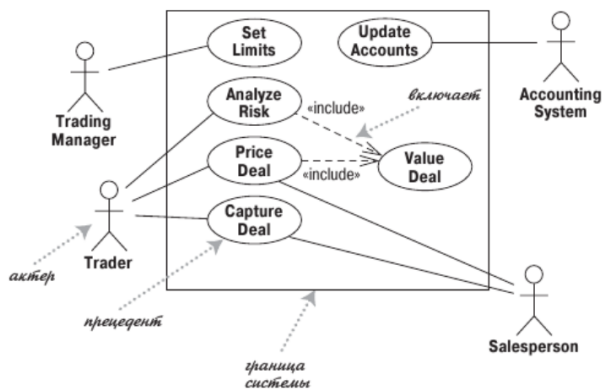 Set
Limits
Update
Accounts
Trading
Manager
Analyze
Risk
«include»
включает
Accounting
System
Price
Deal
«include»
Value
Deal
Capture
Deal
Trader
актер
прецедент
Salesperson
граница
системы